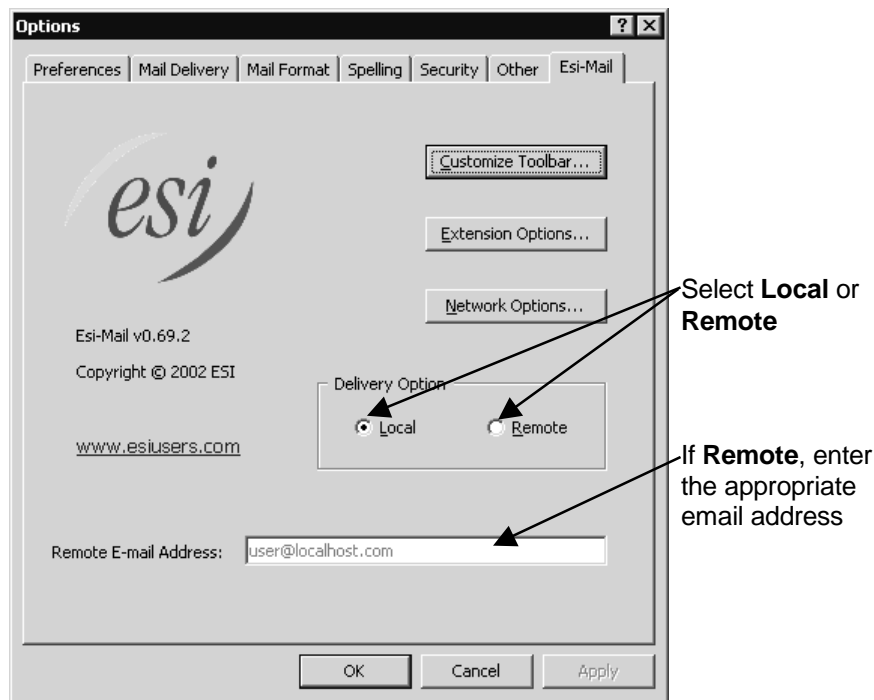 Options
Preferences Mail Delivery Mail Format Spelling Security Other Esi-Mail
esi
Customize Toolbar...
Extension Options...
Network Options...
Esi-Mail v0.69.2
Copyright © 2002 ESI
www.esiusers.com
Delivery Option
Local Remote
Remote E-mail Address: user@localhost.com
OK Cancel Apply
Select Local or
Remote
If Remote, enter
the appropriate
email address